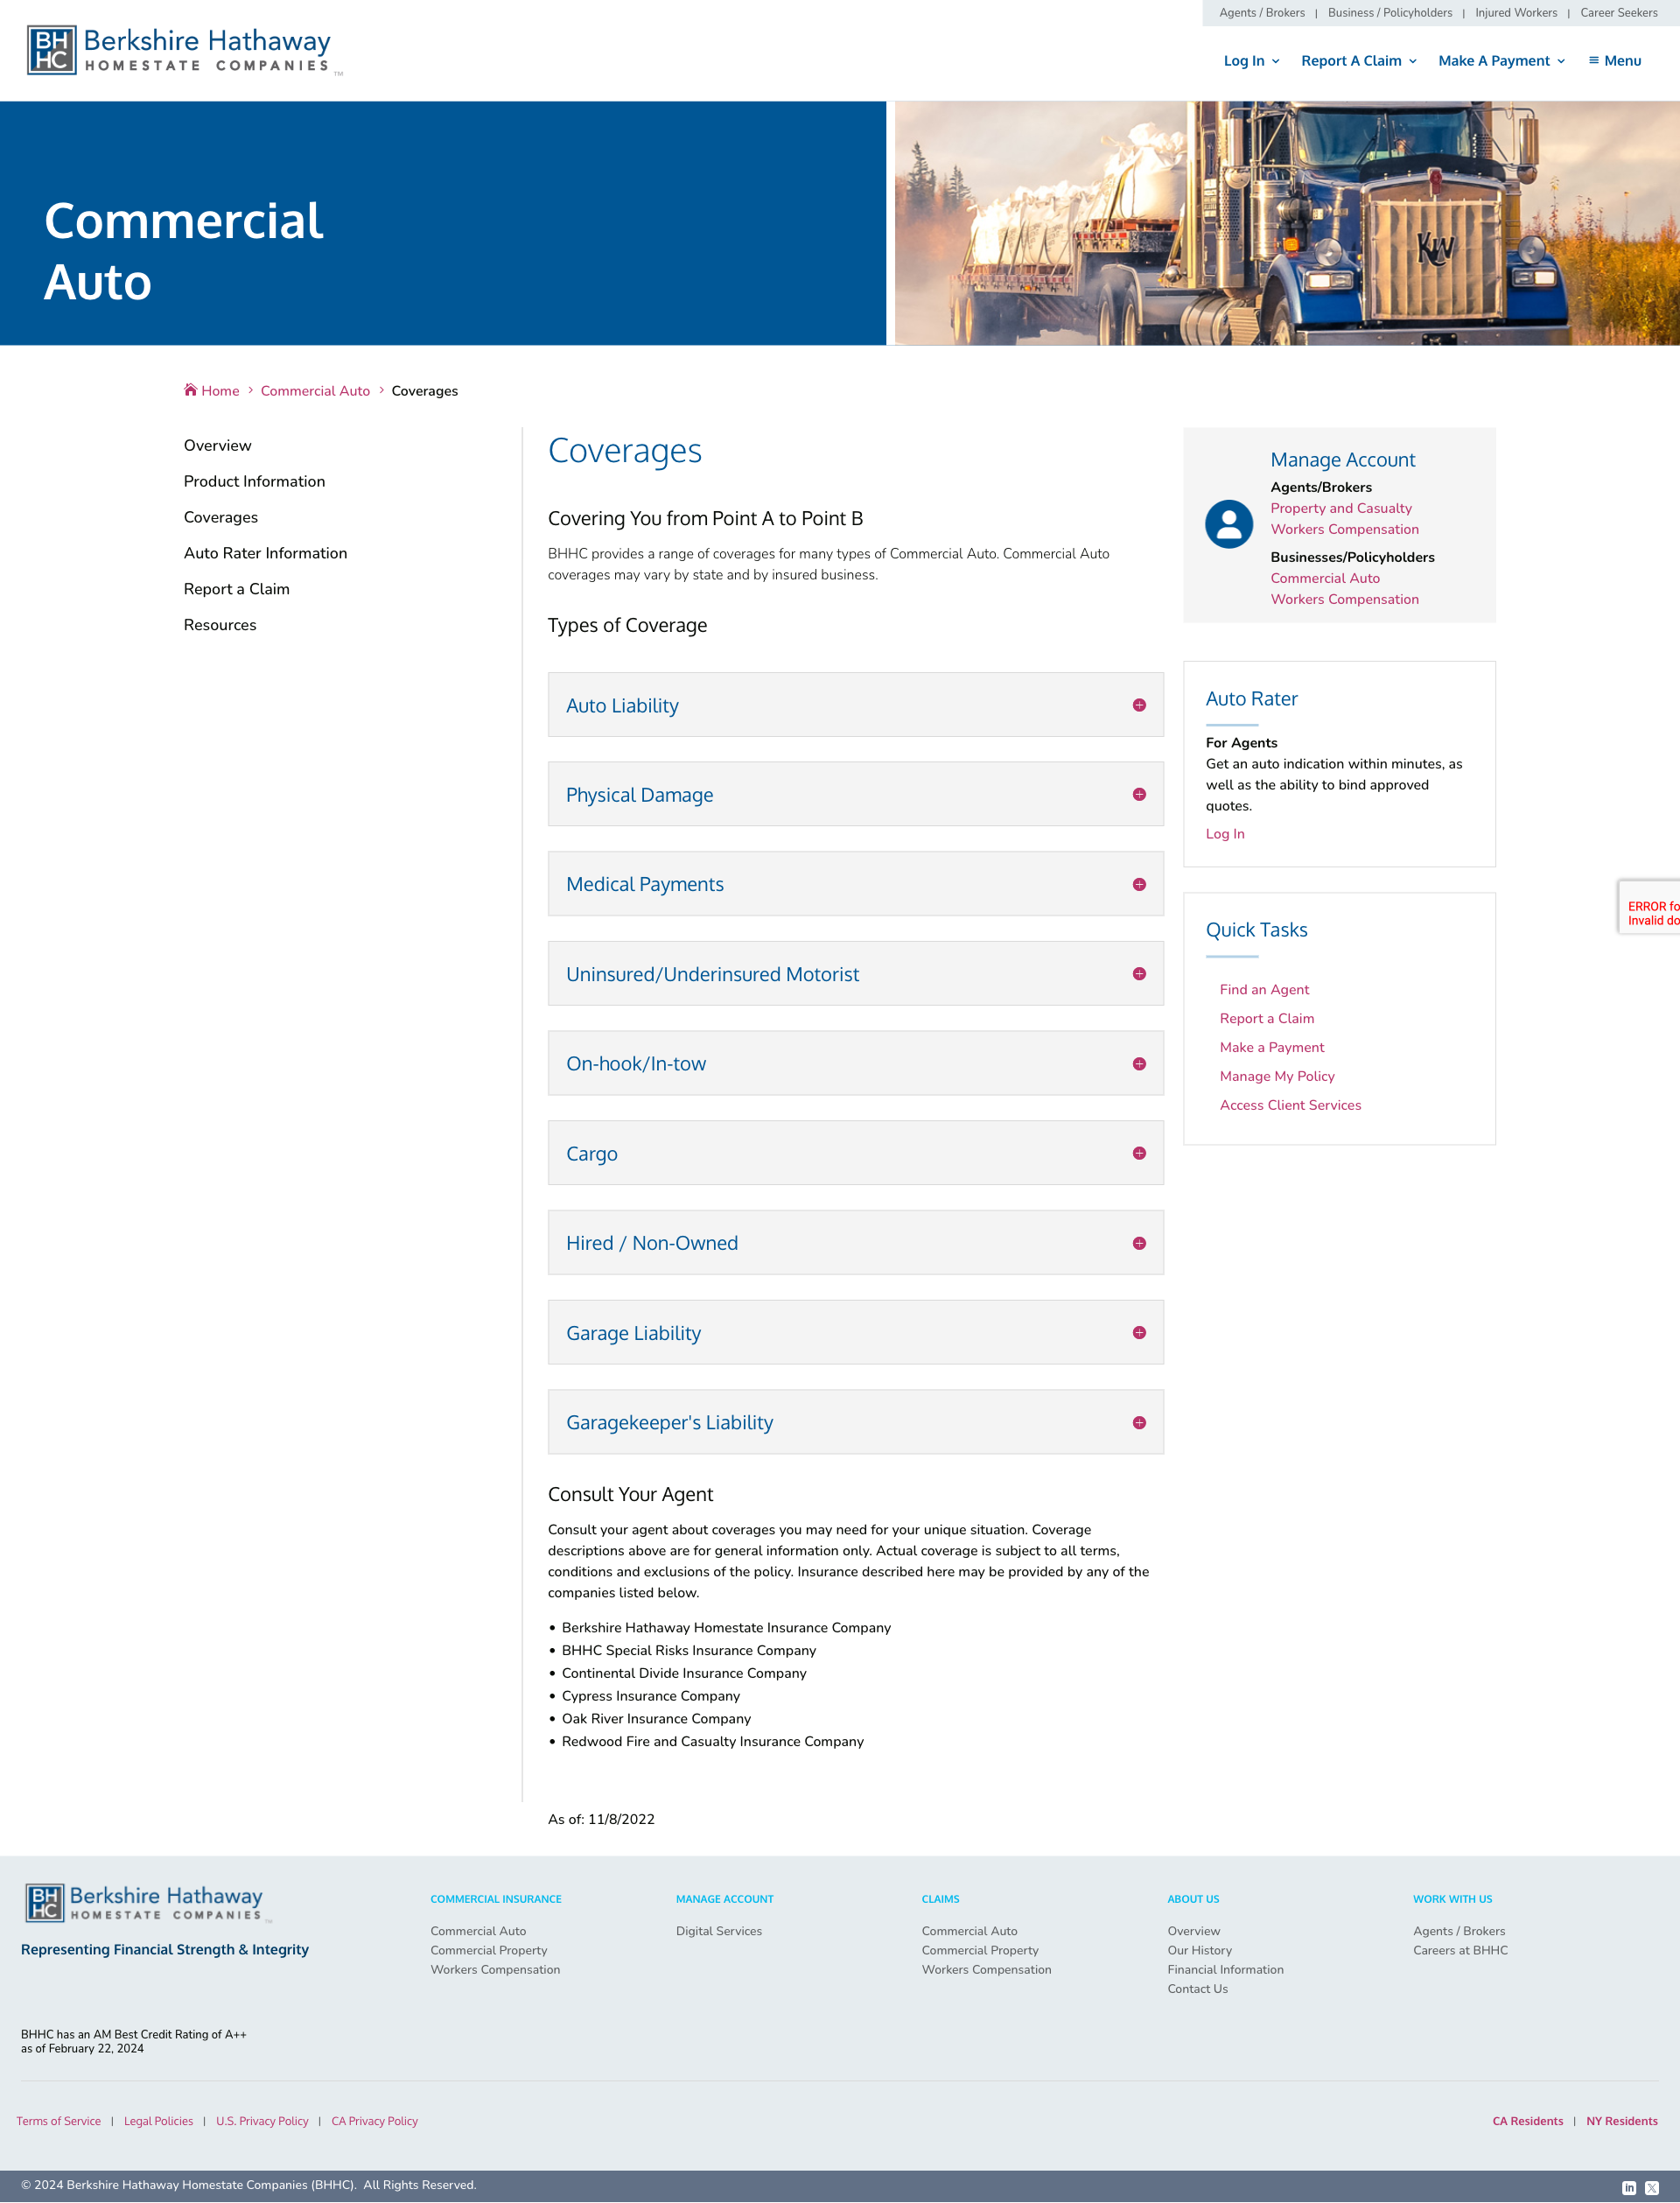 Agents / Brokers | Business / Policyholders | Injured Workers | Career Seekers
BH
HC
Berkshire Hathaway
HOMESTATE COMPANIES
TM
Log In
Report A Claim
Make A Payment
Menu
Commercial
Auto
KW
Home > Commercial Auto > Coverages
Overview
Product Information
Coverages
Auto Rater Information
Report a Claim
Resources
Coverages
Covering You from Point A to Point B
BHHC provides a range of coverages for many types of Commercial Auto. Commercial Auto
coverages may vary by state and by insured business.
Types of Coverage
Auto Liability
Physical Damage
Medical Payments
Uninsured/Underinsured Motorist
On-hook/In-tow
Cargo
Hired / Non-Owned
Garage Liability
Garagekeeper's Liability
Consult Your Agent
Consult your agent about coverages you may need for your unique situation. Coverage
descriptions above are for general information only. Actual coverage is subject to all terms,
conditions and exclusions of the policy. Insurance described here may be provided by any of the
companies listed below.
• Berkshire Hathaway Homestate Insurance Company
• BHHC Special Risks Insurance Company
• Continental Divide Insurance Company
• Cypress Insurance Company
• Oak River Insurance Company
• Redwood Fire and Casualty Insurance Company
As of: 11/8/2022
Manage Account
Agents/Brokers
Property and Casualty
Workers Compensation
Businesses/Policyholders
Commercial Auto
Workers Compensation
Auto Rater
For Agents
Get an auto indication within minutes, as
well as the ability to bind approved
quotes.
Log In
Quick Tasks
Find an Agent
Report a Claim
Make a Payment
Manage My Policy
Access Client Services
ERROR fo
Invalid do
BH
HC
Berkshire Hathaway
HOMESTATE COMPANIES
TM
Representing Financial Strength & Integrity
BHHC has an AM Best Credit Rating of A++
as of February 22, 2024
COMMERCIAL INSURANCE
Commercial Auto
Commercial Property
Workers Compensation
MANAGE ACCOUNT
Digital Services
CLAIMS
Commercial Auto
Commercial Property
Workers Compensation
ABOUT US
Overview
Our History
Financial Information
Contact Us
WORK WITH US
Agents / Brokers
Careers at BHHC
Terms of Service | Legal Policies | U.S. Privacy Policy | CA Privacy Policy
CA Residents | NY Residents
© 2024 Berkshire Hathaway Homestate Companies (BHHC). All Rights Reserved.
in
X